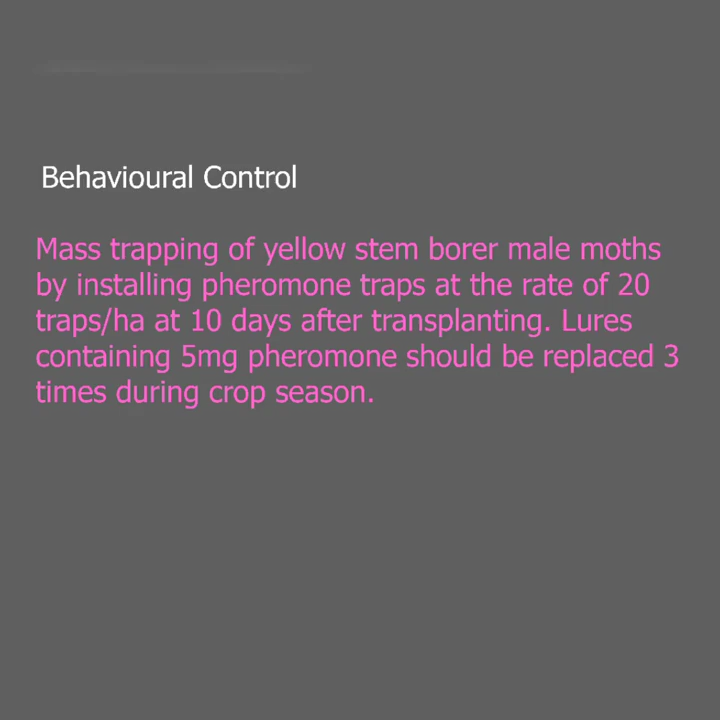 Behavioural Control
Mass trapping of yellow stem borer male moths
by installing pheromone traps at the rate of 20
traps/ha at 10 days after transplanting. Lures
containing 5mg pheromone should be replaced 3
times during crop season.